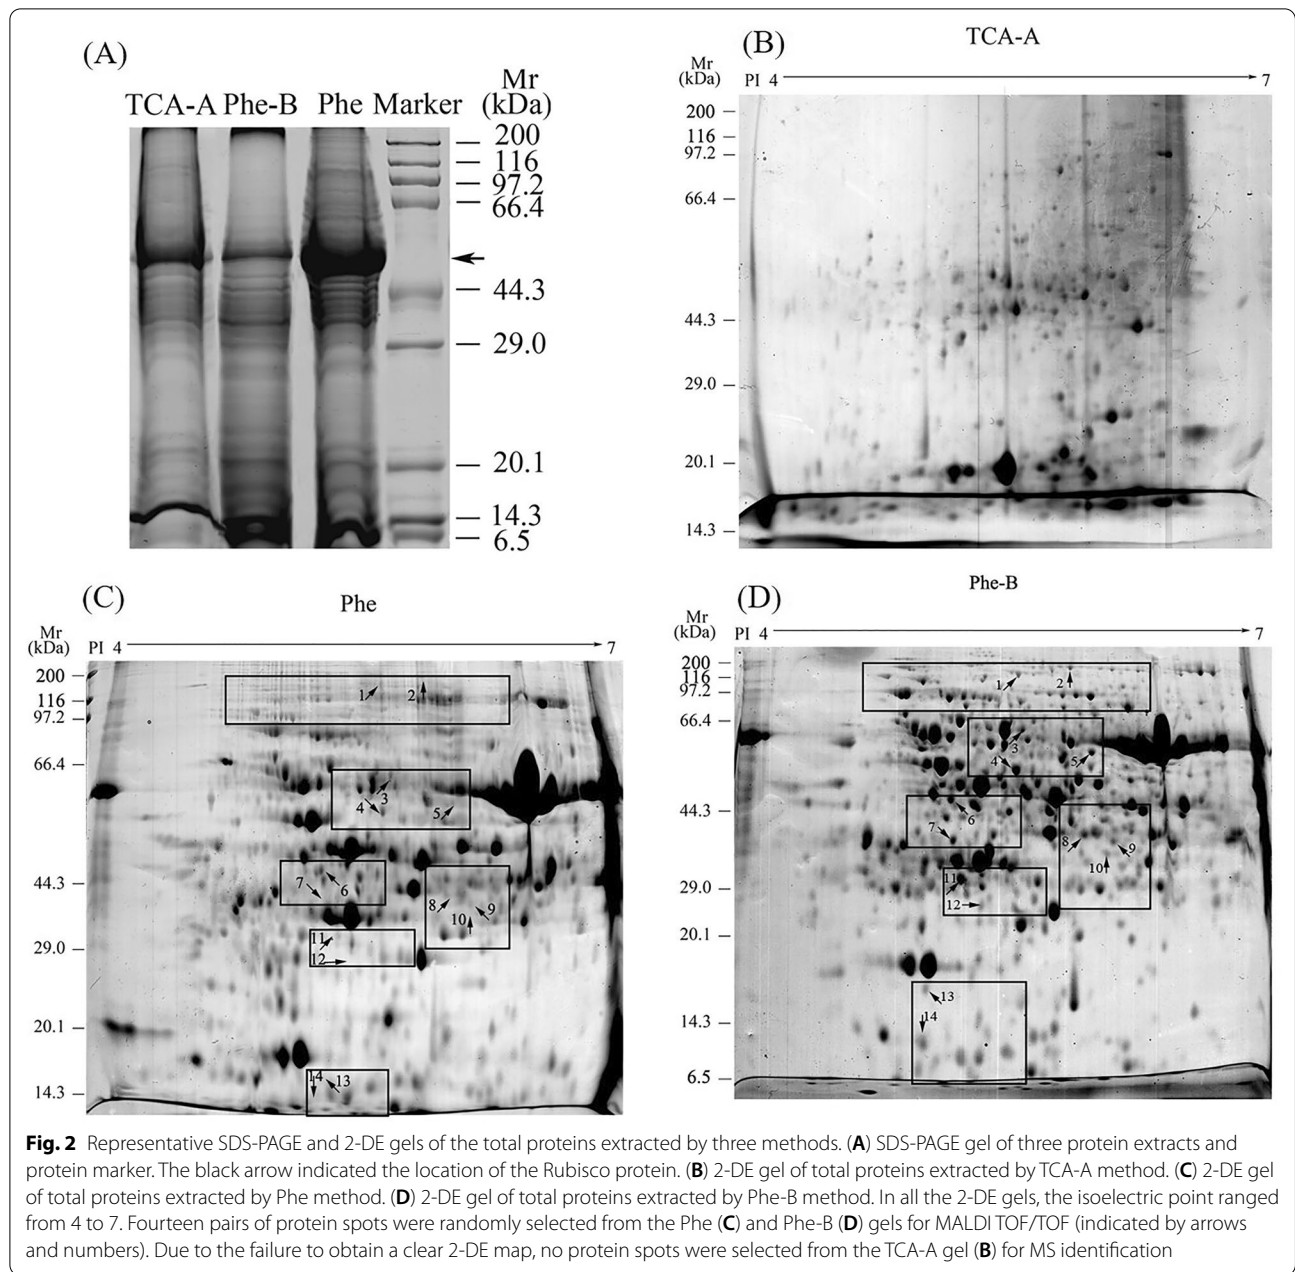 (A)
TCA-A Phe-B Phe Marker
Mr
(kDa)
200
116
97.2
66.4
44.3
29.0
20.1
14.3
6.5
(B)
TCA-A
Mr
(kDa)
PI 4 7
200
116
97.2
66.4
44.3
29.0
20.1
14.3
(C)
Phe
Mr
(kDa)
PI 4 7
200
116
97.2
66.4
44.3
29.0
20.1
14.3
1 2
3
4
5
6
7
8
9
10
11
12
13
14
(D)
Phe-B
Mr
(kDa)
PI 4 7
200
116
97.2
66.4
44.3
29.0
20.1
14.3
6.5
1 2
3
4
5
6
7
8
9
10
11
12
13
14
Fig. 2 Representative SDS-PAGE and 2-DE gels of the total proteins extracted by three methods. (A) SDS-PAGE gel of three protein extracts and
protein marker. The black arrow indicated the location of the Rubisco protein. (B) 2-DE gel of total proteins extracted by TCA-A method. (C) 2-DE gel
of total proteins extracted by Phe method. (D) 2-DE gel of total proteins extracted by Phe-B method. In all the 2-DE gels, the isoelectric point ranged
from 4 to 7. Fourteen pairs of protein spots were randomly selected from the Phe (C) and Phe-B (D) gels for MALDI TOF/TOF (indicated by arrows
and numbers). Due to the failure to obtain a clear 2-DE map, no protein spots were selected from the TCA-A gel (B) for MS identification